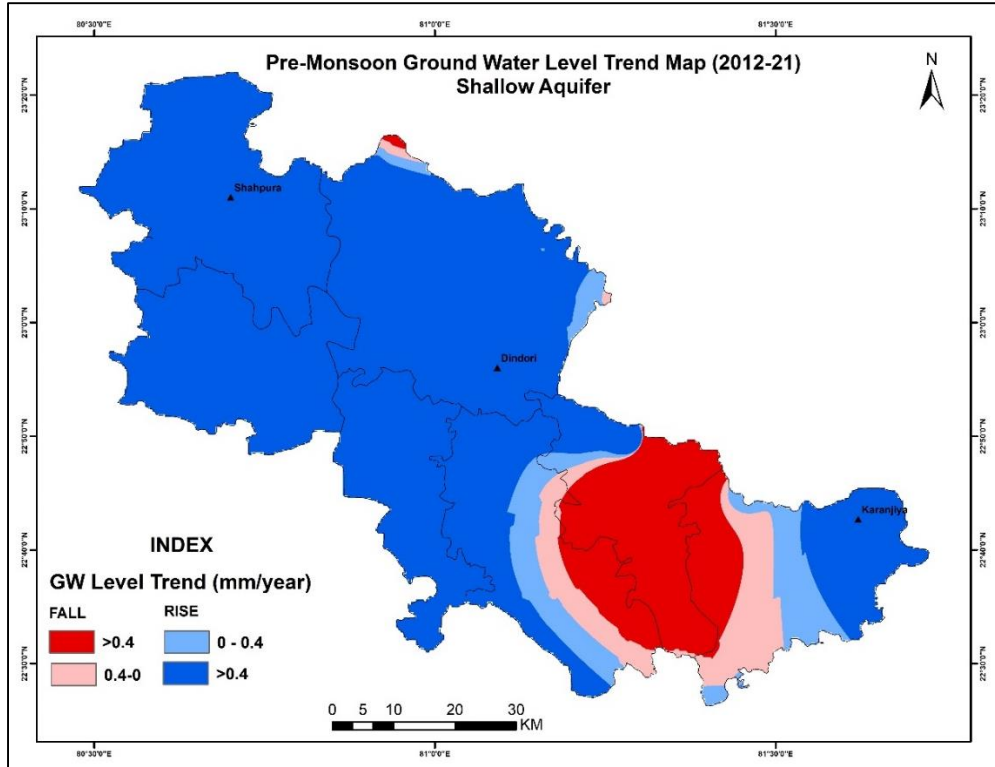 80°30'0"E 81°0'0"E 81°30'0"E
Pre-Monsoon Ground Water Level Trend Map (2012-21)
Shallow Aquifer
N
23°20'0"N 23°20'0"N
Shahpura
23°10'0"N 23°10'0"N
23°0'0"N 23°0'0"N
Dindori
22°50'0"N 22°50'0"N
Karanjiya
22°40'0"N 22°40'0"N
INDEX
GW Level Trend (mm/year)
FALL RISE
>0.4 0 - 0.4
0.4-0 >0.4
22°30'0"N 22°30'0"N
0 5 10 20 30
KM
80°30'0"E 81°0'0"E 81°30'0"E